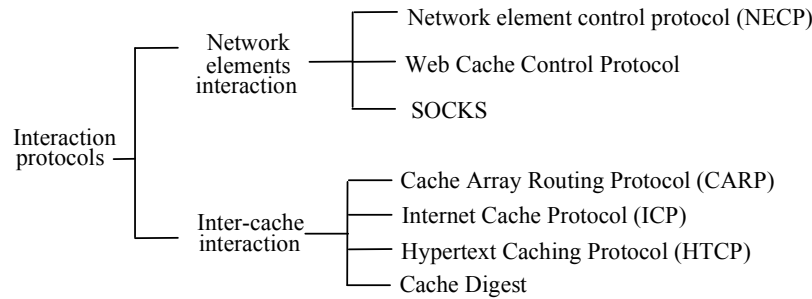 Network element control protocol (NECP)
Network
elements
interaction
Web Cache Control Protocol
SOCKS
Interaction
protocols
Cache Array Routing Protocol (CARP)
Internet Cache Protocol (ICP)
Inter-cache
interaction
Hypertext Caching Protocol (HTCP)
Cache Digest